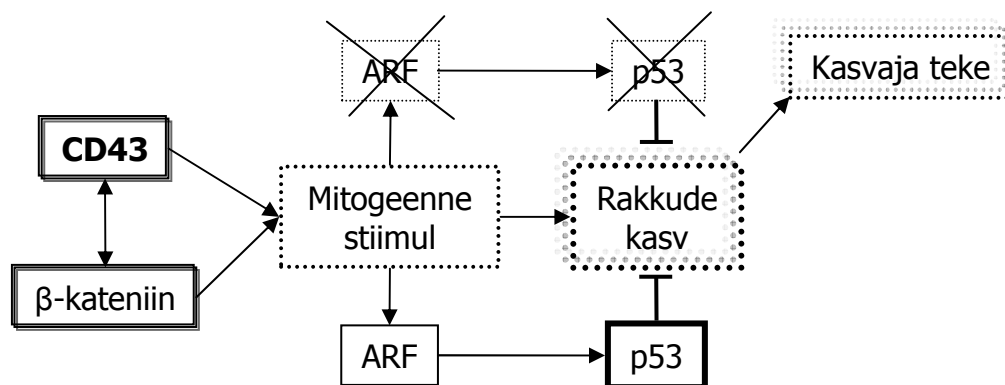 ARF
p53
Kasvaja teke
CD43
Mitogeenne
stiimul
Rakkude
kasv
β-kateniin
ARF
p53